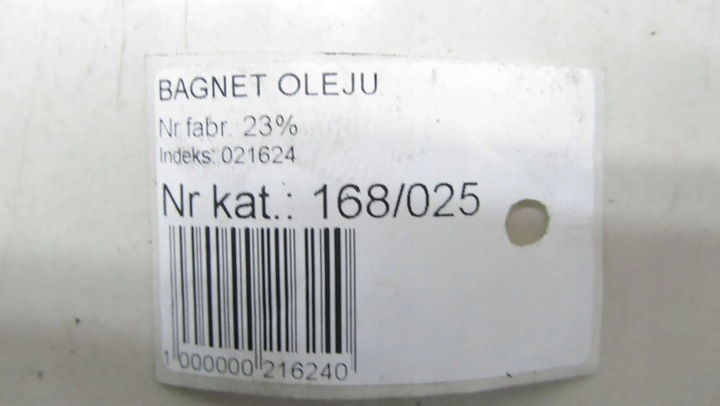 BAGNET OLEJU
Nr fabr. 23%
Indeks: 021624
Nr kat.: 168/025
1 000000 216240